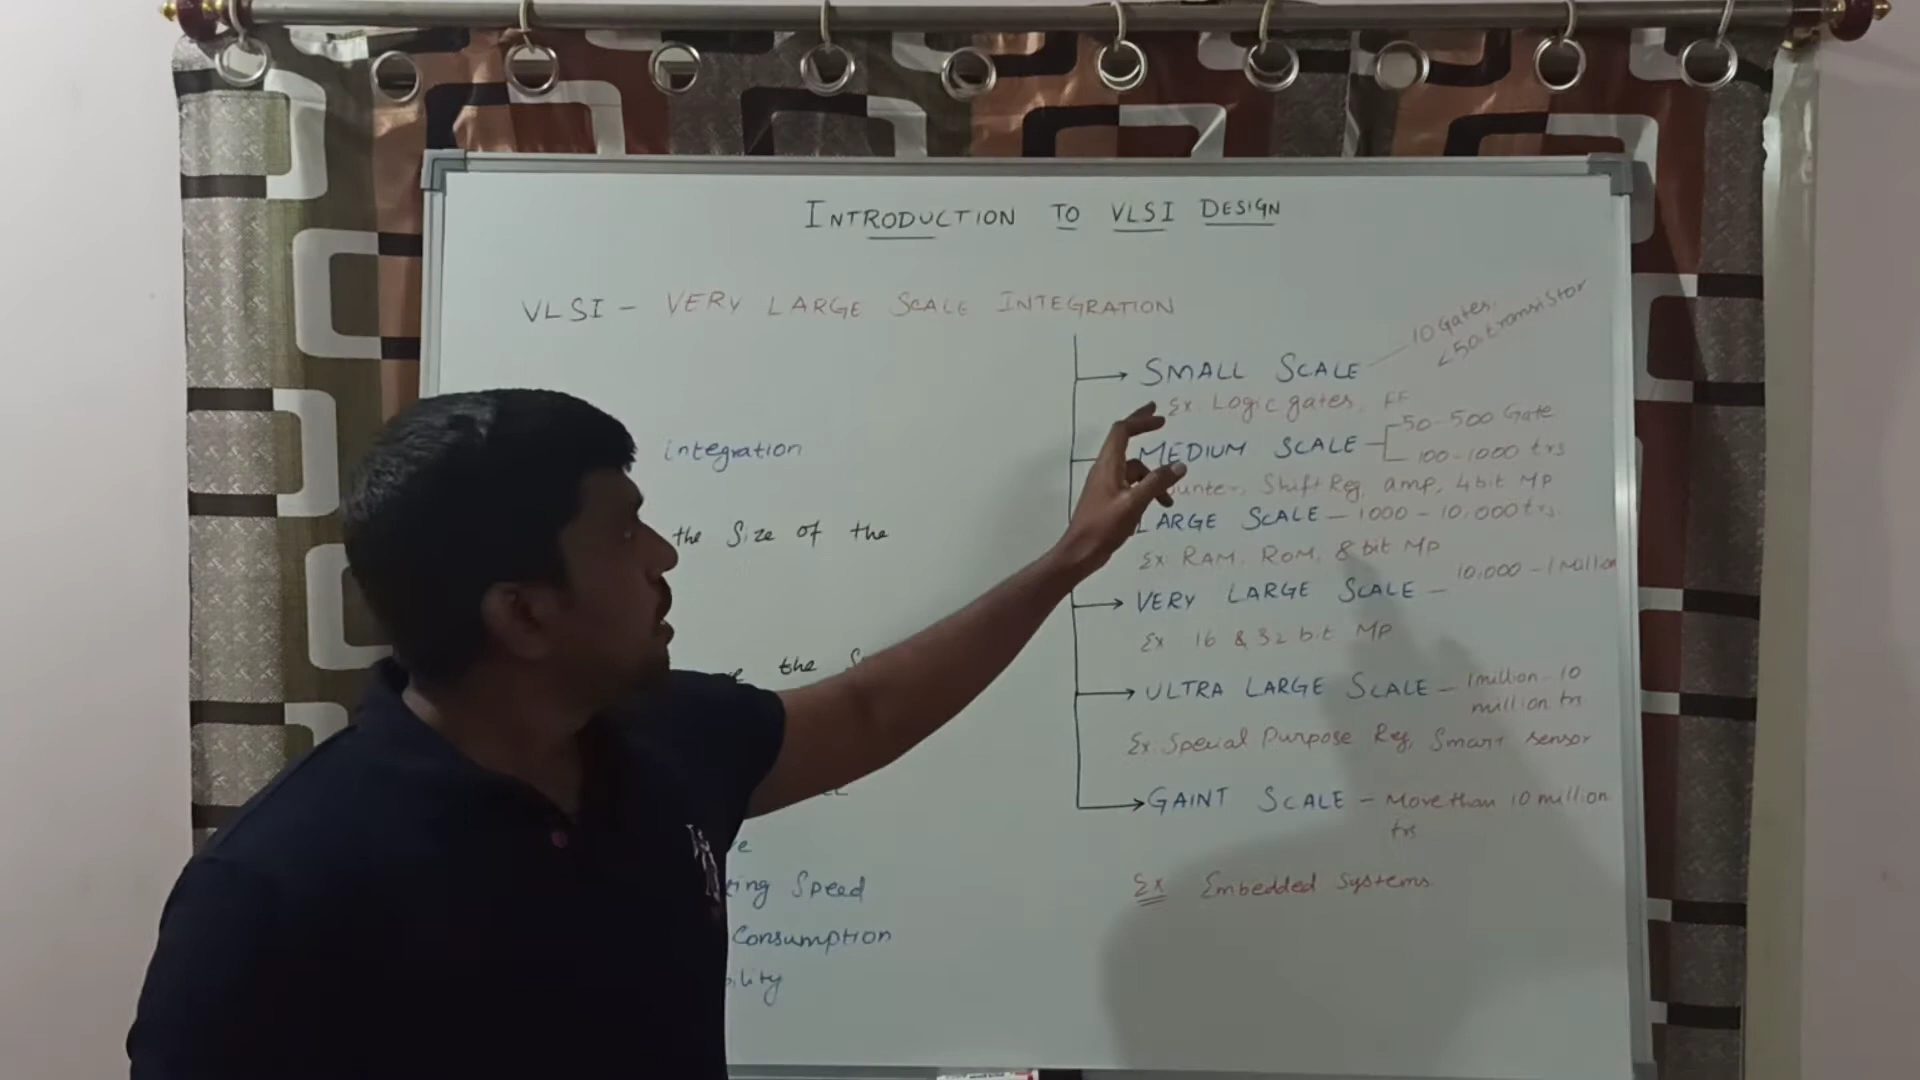 INTRODUCTION TO VLSI DESIGN
VLSI - VERY LARGE SCALE INTEGRATION
integration
the Size of the
the
Speed
Consumption
SMALL SCALE - 10 Gates.
<50 transistor
Ex Logic gates, FF
MEDIUM SCALE - 50-500 Gate
100-1000 trs
Shift Reg, amp, 4 bit MP
LARGE SCALE - 1000 - 10,000 trs
Ex RAM, ROM, 8 bit MP
VERY LARGE SCALE - 10,000 - 1 Million
Ex 16 & 32 bit MP
ULTRA LARGE SCALE - 1 million - 10
million trs
Ex. Special Purpose Reg, Smart sensor
GAINT SCALE - More than 10 million
trs
Ex Embedded Systems